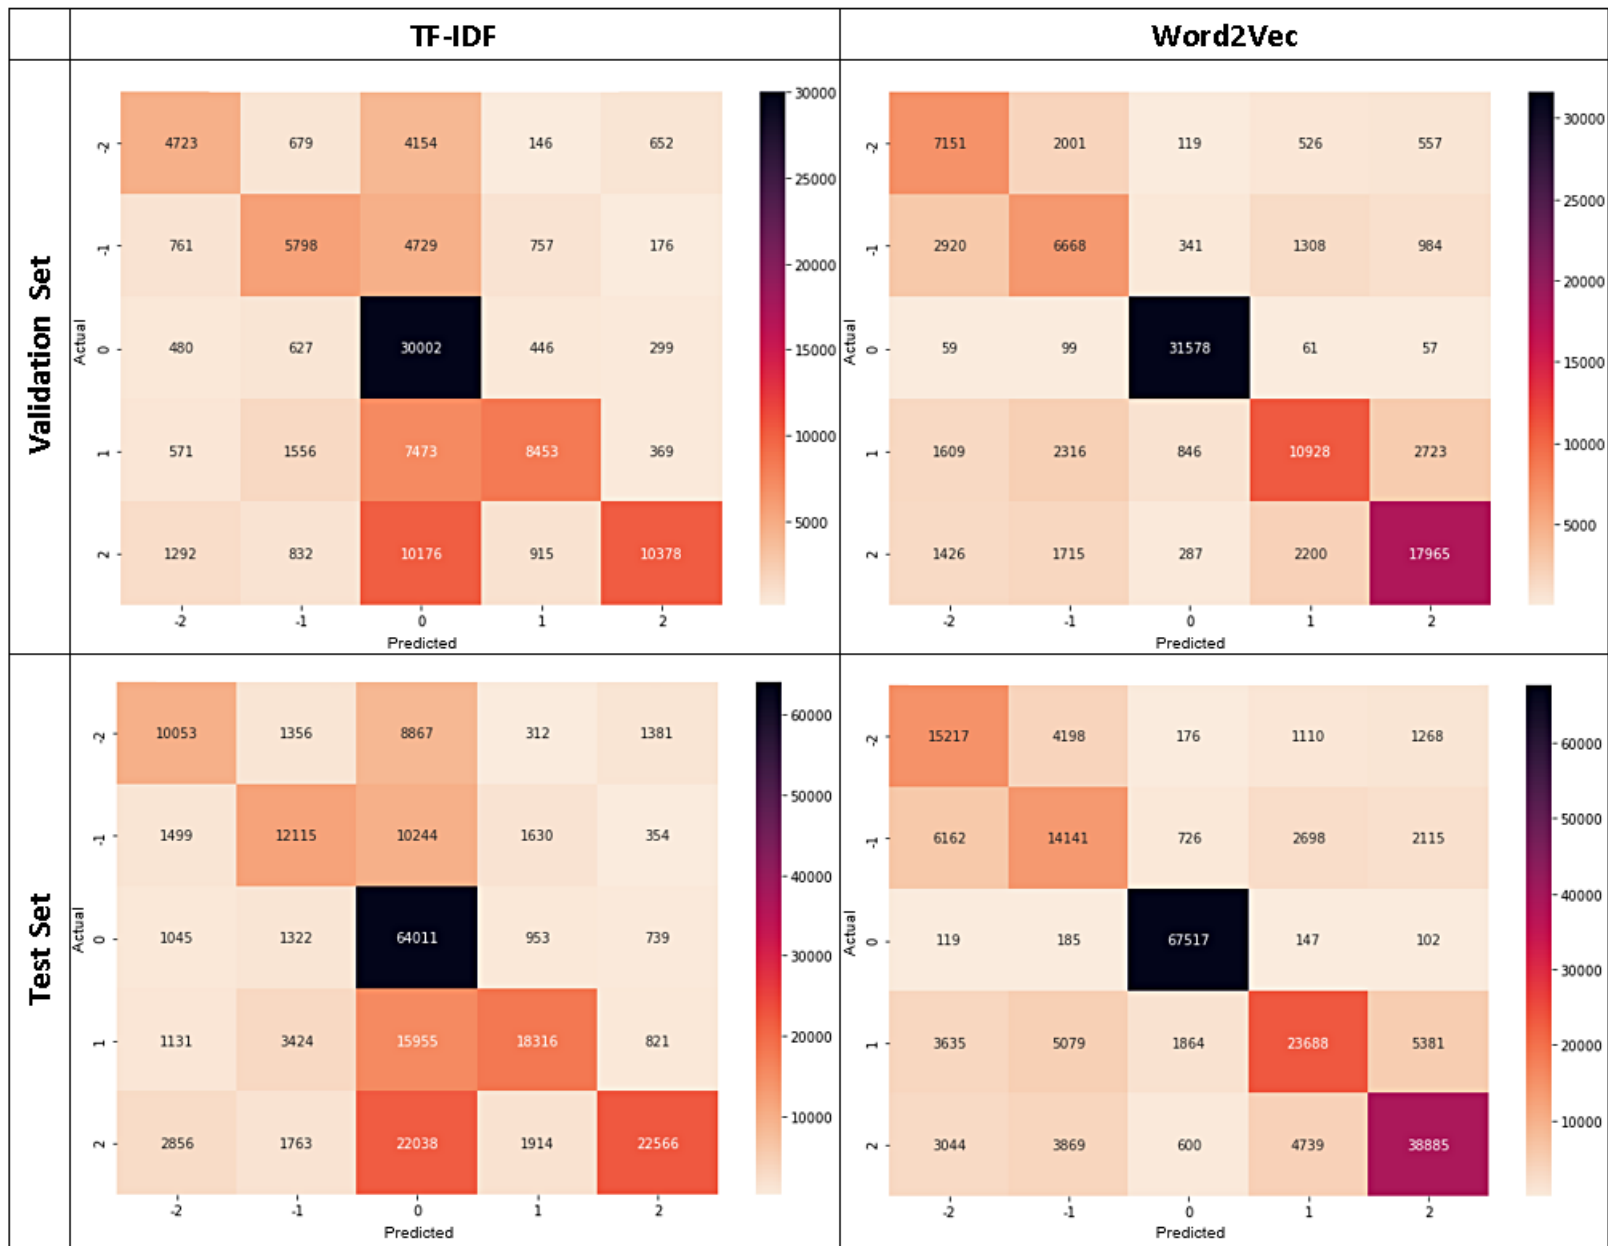 TF-IDF Word2Vec
Validation Set
30000
-2 4723 679 4154 146 652
25000
-1 761 5798 4729 757 176
20000
Actual
0 480 627 30002 446 299
15000
1 571 1556 7473 8453 369
10000
5000
2 1292 832 10176 915 10378
-2 -1 0 1 2
Predicted
30000
-2 7151 2001 119 526 557
25000
-1 2920 6668 341 1308 984
20000
Actual
0 59 99 31578 61 57
15000
1 1609 2316 846 10928 2723
10000
5000
2 1426 1715 287 2200 17965
-2 -1 0 1 2
Predicted
Test Set
60000
-2 10053 1356 8867 312 1381
50000
-1 1499 12115 10244 1630 354
40000
Actual
0 1045 1322 64011 953 739
30000
1 1131 3424 15955 18316 821
20000
10000
2 2856 1763 22038 1914 22566
-2 -1 0 1 2
Predicted
60000
-2 15217 4198 176 1110 1268
50000
-1 6162 14141 726 2698 2115
40000
Actual
0 119 185 67517 147 102
30000
1 3635 5079 1864 23688 5381
20000
10000
2 3044 3869 600 4739 38885
-2 -1 0 1 2
Predicted